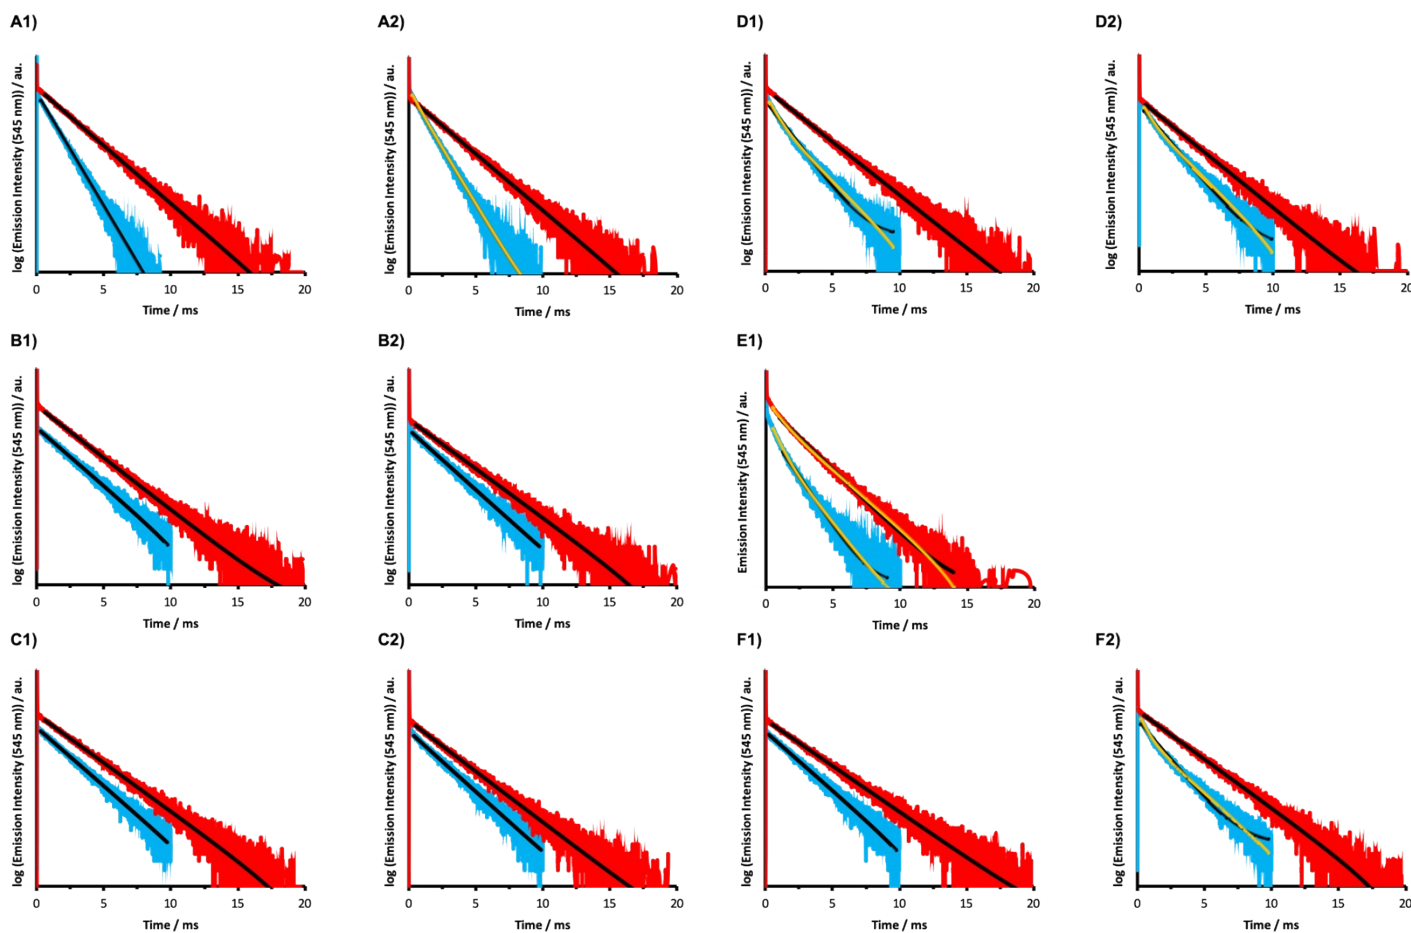 A1) A2) D1) D2)
log (Emission Intensity (545 nm)) / au.
0 5 10 15 20
Time / ms
log (Emission Intensity (545 nm)) / au.
0 5 10 15 20
Time / ms
log (Emission Intensity (545 nm)) / au.
0 5 10 15 20
Time / ms
log (Emission Intensity (545 nm)) / au.
0 5 10 15 20
Time / ms
B1) B2) E1)
log (Emission Intensity (545 nm)) / au.
0 5 10 15 20
Time / ms
log (Emission Intensity (545 nm)) / au.
0 5 10 15 20
Time / ms
Emission Intensity (545 nm) / au.
0 5 10 15 20
Time / ms
C1) C2) F1) F2)
log (Emission Intensity (545 nm)) / au.
0 5 10 15 20
Time / ms
log (Emission Intensity (545 nm)) / au.
0 5 10 15 20
Time / ms
log (Emission Intensity (545 nm)) / au.
0 5 10 15 20
Time / ms
log (Emission Intensity (545 nm)) / au.
0 5 10 15 20
Time / ms